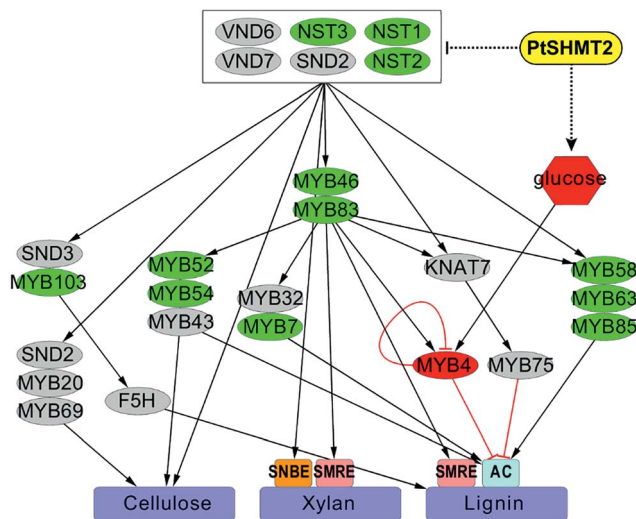 VND6 NST3 NST1
VND7 SND2 NST2
PtSHMT2
glucose
MYB46
MYB83
SND3
MYB103
MYB52
MYB54
MYB43
MYB32
MYB7
KNAT7
MYB58
MYB63
MYB85
SND2
MYB20
MYB69
F5H
MYB4
MYB75
SNBE SMRE
SMRE AC
Cellulose
Xylan
Lignin